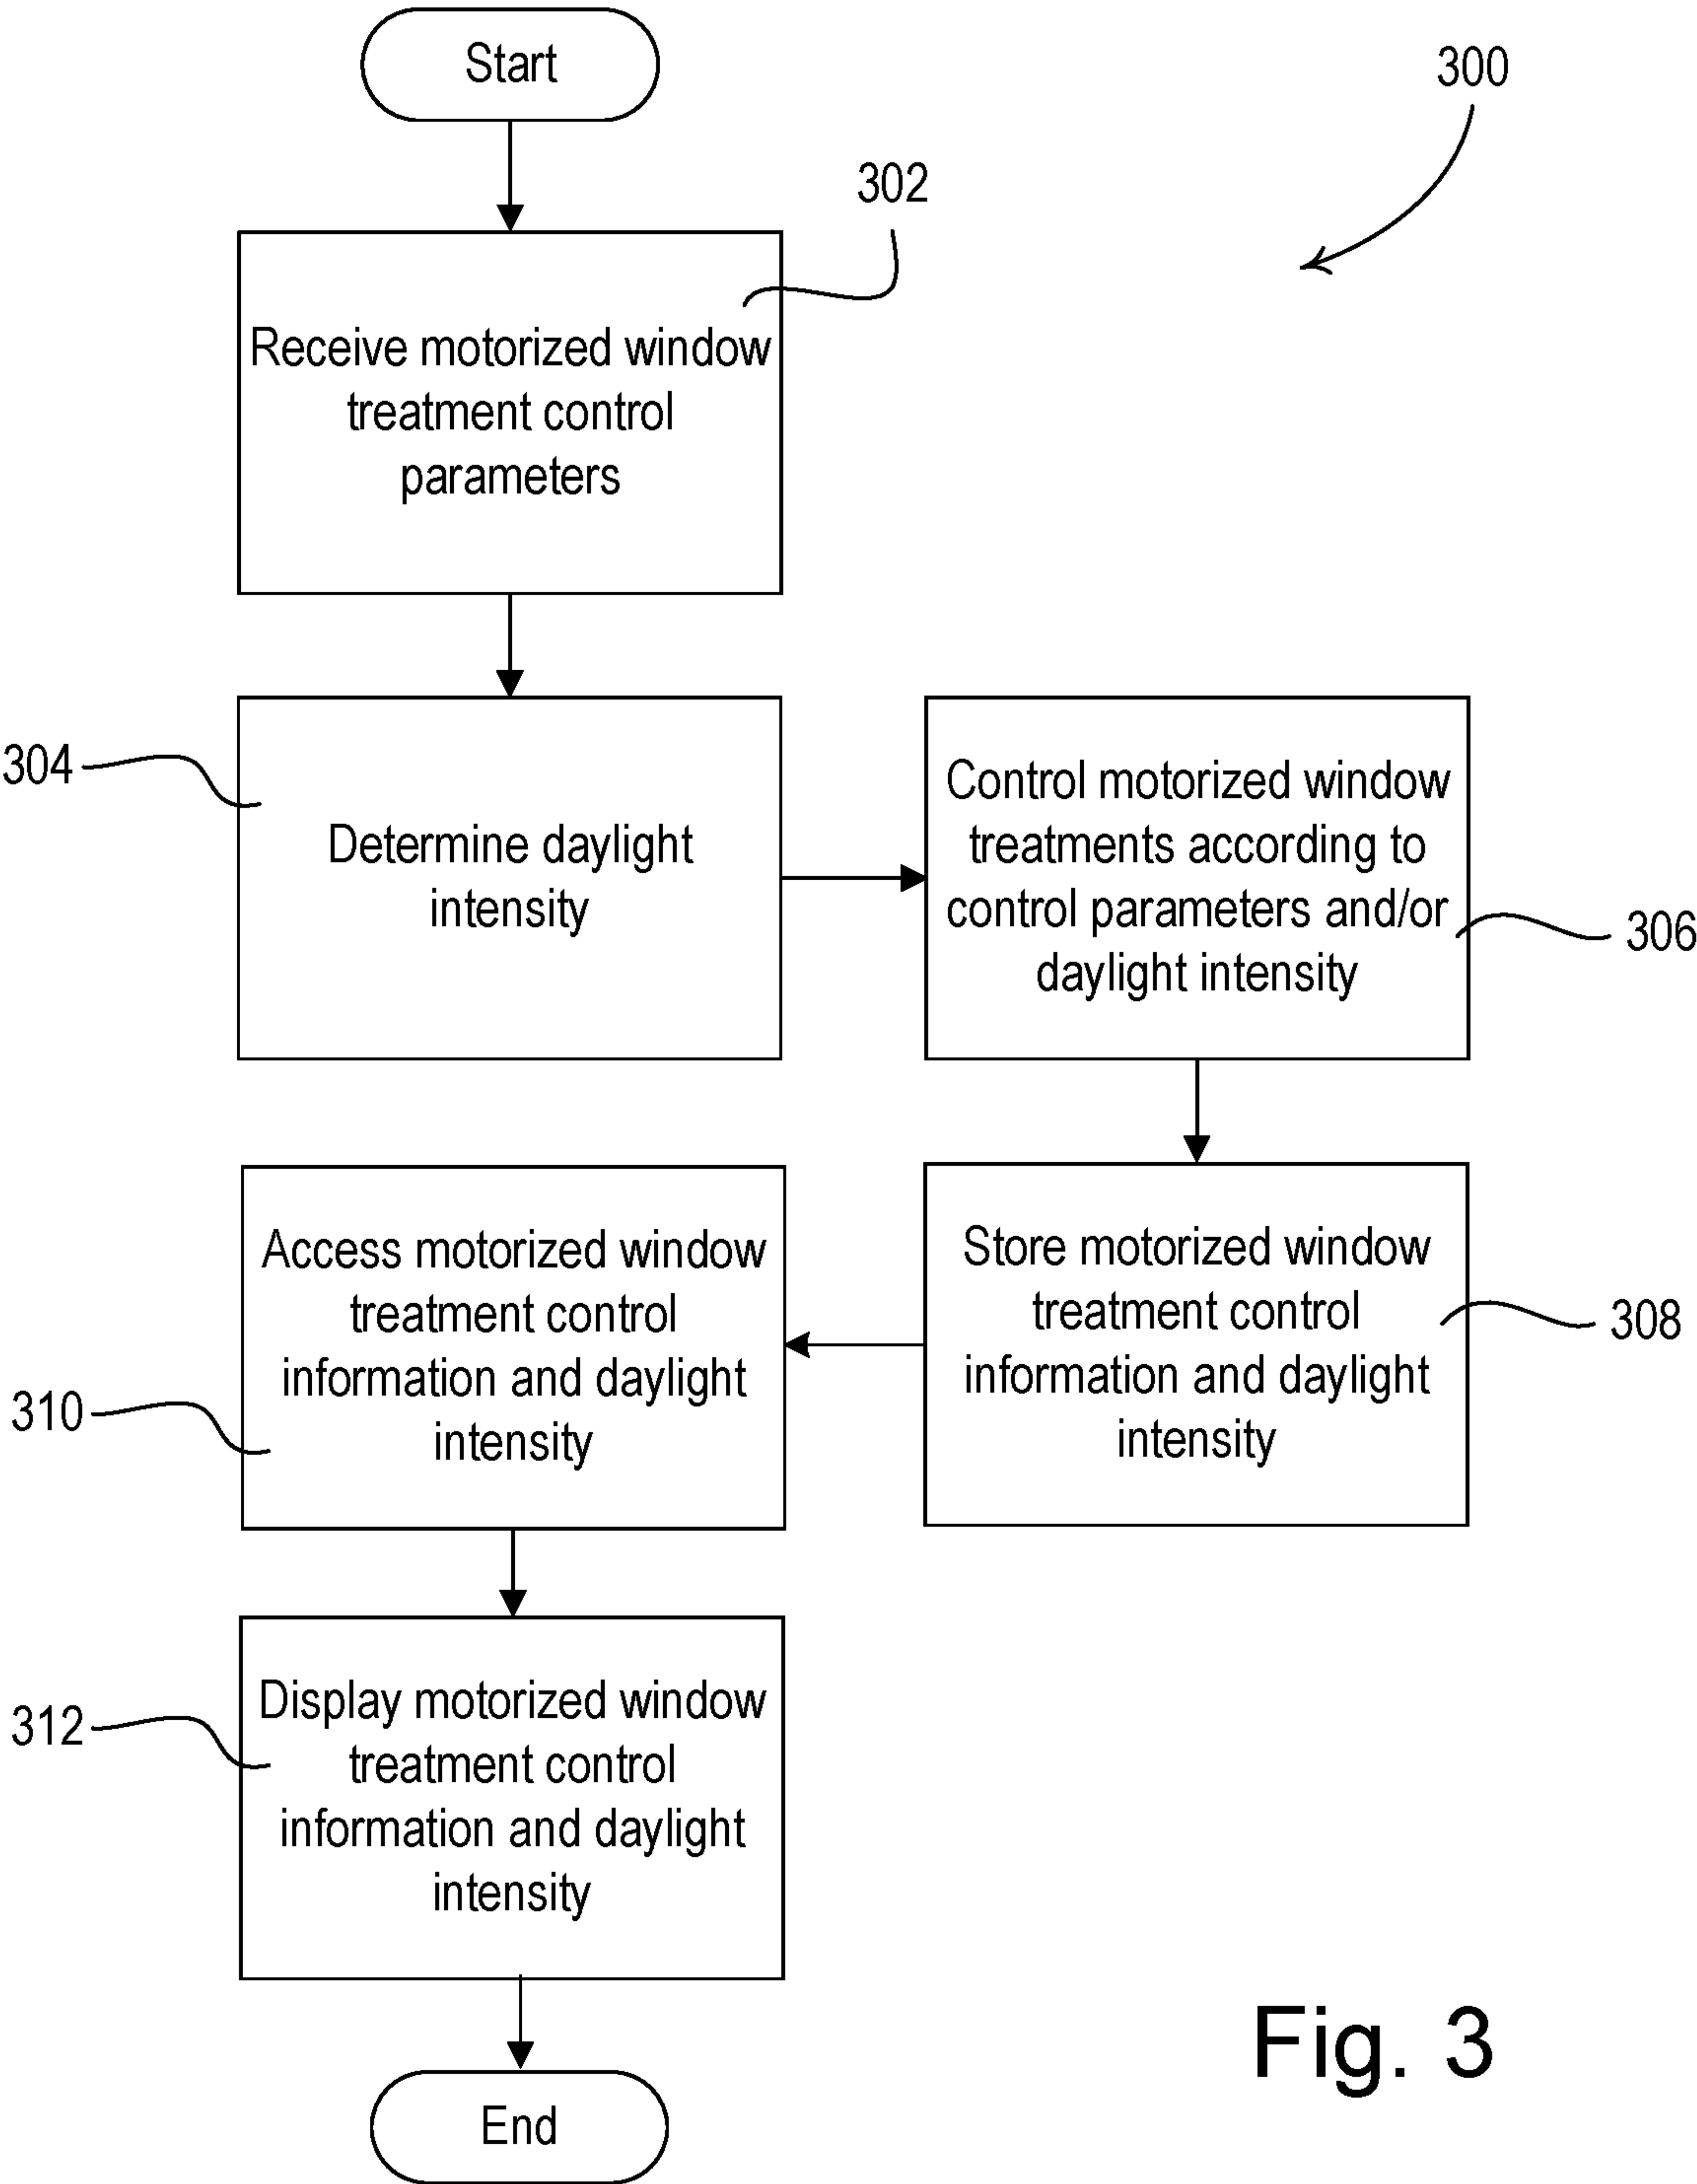 Start
300
302
Receive motorized window
treatment control
parameters
304
Determine daylight
intensity
Control motorized window
treatments according to
control parameters and/or
daylight intensity
306
Store motorized window
treatment control
information and daylight
intensity
308
Access motorized window
treatment control
information and daylight
intensity
310
Display motorized window
treatment control
information and daylight
intensity
312
End
Fig. 3